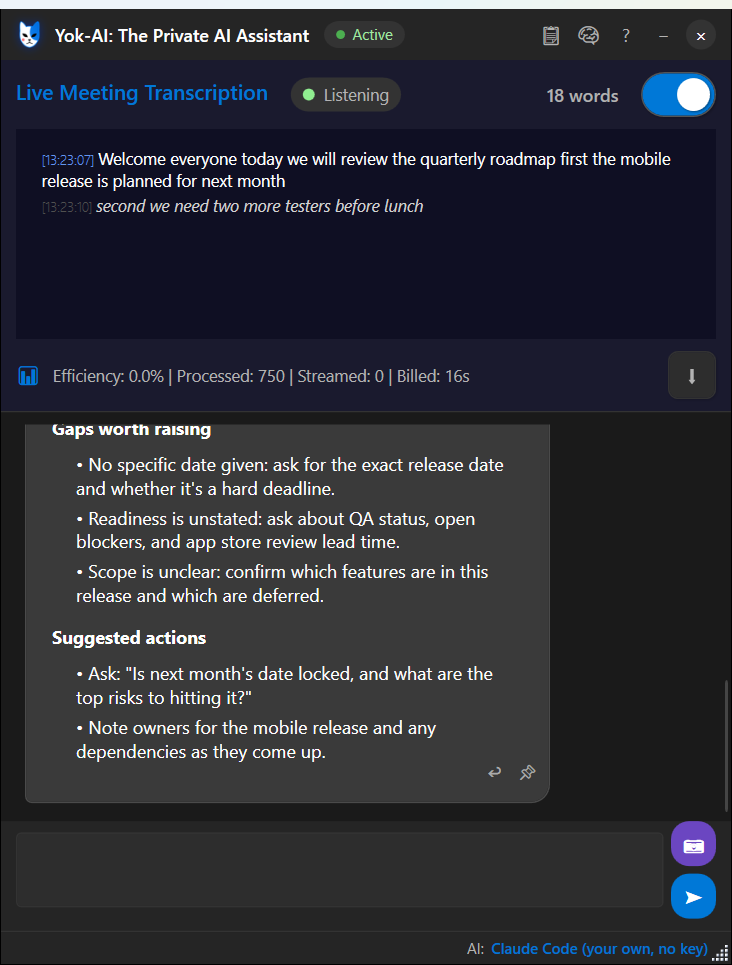 Yok-AI: The Private AI Assistant
Active
?
Live Meeting Transcription
Listening
18 words
[13:23:07] Welcome everyone today we will review the quarterly roadmap first the mobile
release is planned for next month
[13:23:10] second we need two more testers before lunch
Efficiency: 0.0% | Processed: 750 | Streamed: 0 | Billed: 16s
Gaps worth raising
• No specific date given: ask for the exact release date
and whether it's a hard deadline.
• Readiness is unstated: ask about QA status, open
blockers, and app store review lead time.
• Scope is unclear: confirm which features are in this
release and which are deferred.
Suggested actions
• Ask: "Is next month's date locked, and what are the
top risks to hitting it?"
• Note owners for the mobile release and any
dependencies as they come up.
AI: Claude Code (your own, no key)